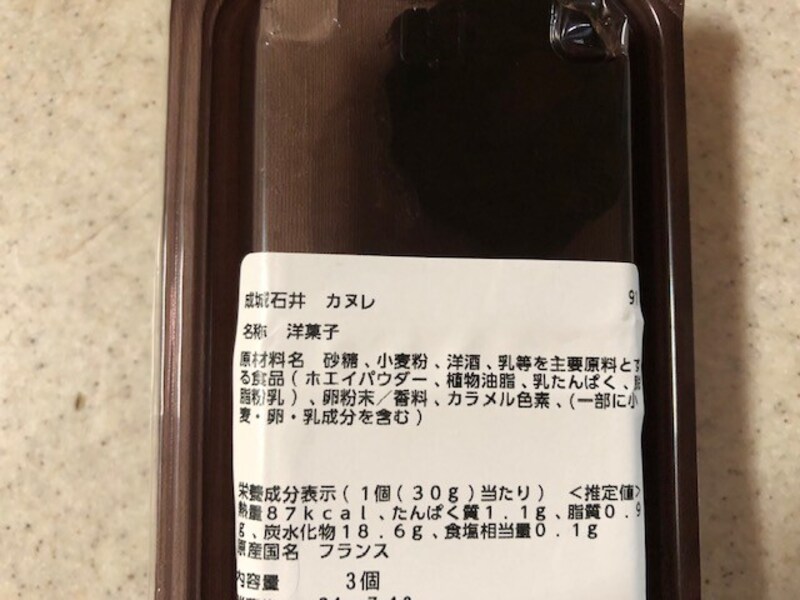 成城石井 カヌレ
名称 洋菓子
原材料名 砂糖、小麦粉、洋酒、乳等を主要原料とす
る食品(ホエイパウダー、植物油脂、乳たんぱく、脱
脂粉乳)、卵粉末/香料、カラメル色素、(一部に小
麦・卵・乳成分を含む)
栄養成分表示(1個(30g)当たり) <推定値>
熱量87kcal、たんぱく質1.1g、脂質0.9
g、炭水化物18.6g、食塩相当量0.1g
原産国名 フランス
内容量 3個